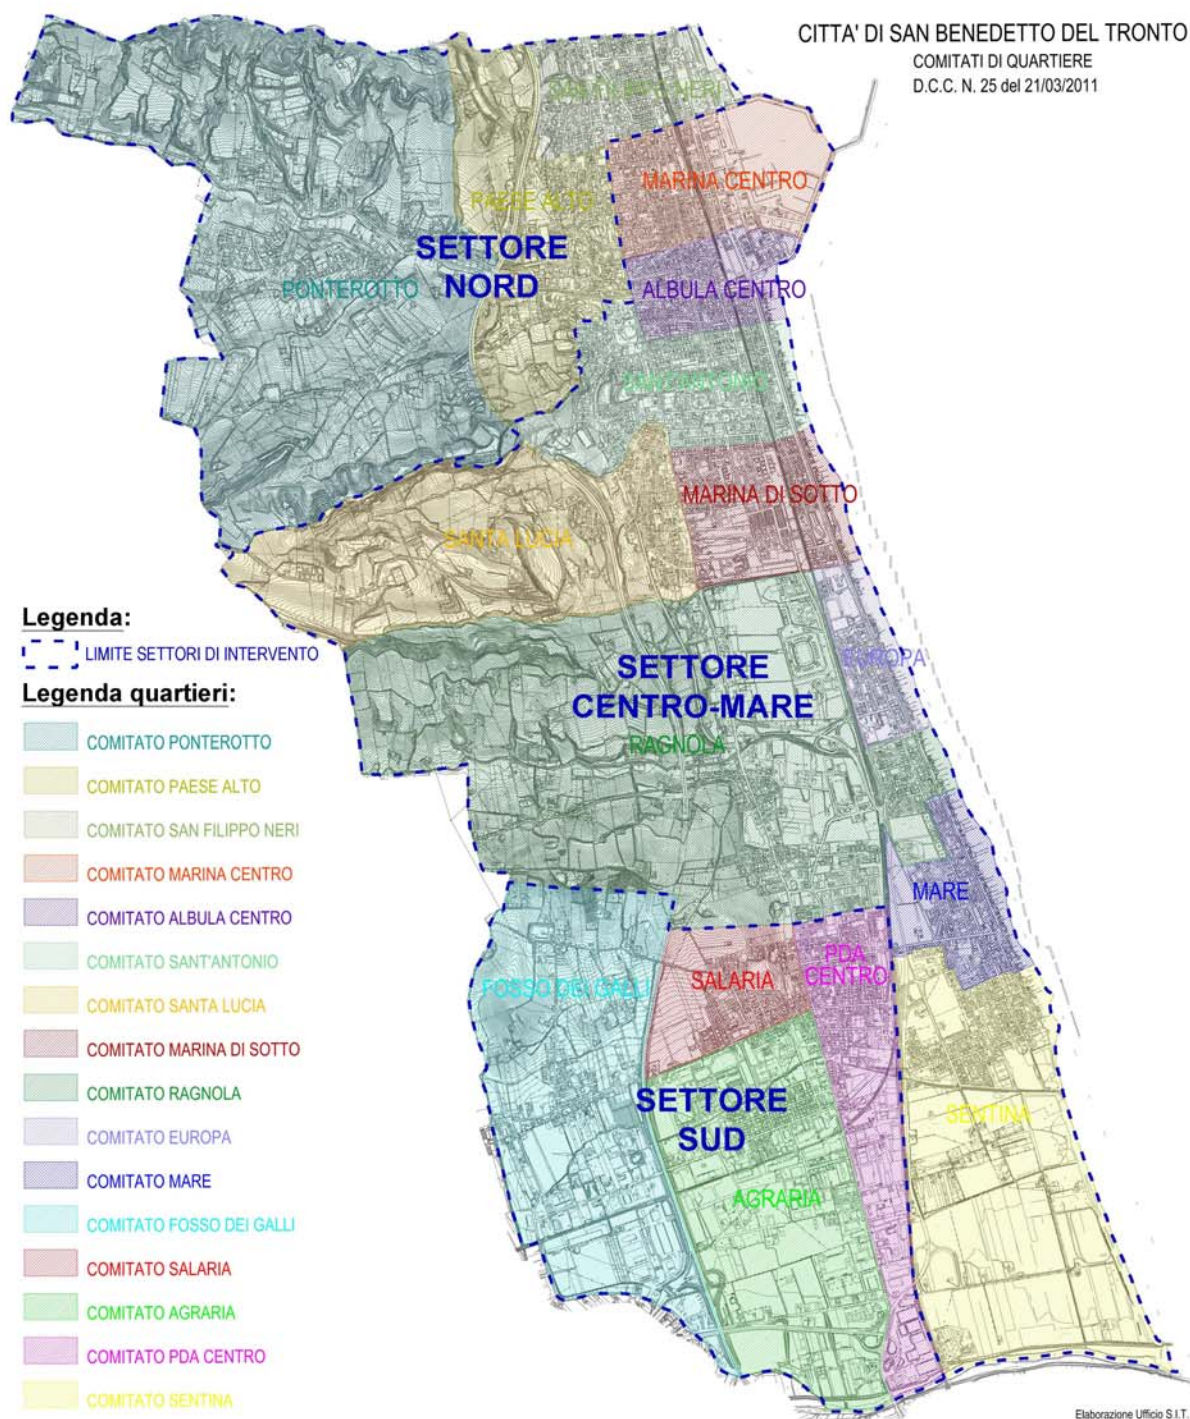 CITTA' DI SAN BENEDETTO DEL TRONTO
COMITATI DI QUARTIERE
D.C.C. N. 25 del 21/03/2011
SAN FILIPPO NERI
MARINA CENTRO
PAESE ALTO
SETTORE
NORD
PONTEROTTO
ALBULA CENTRO
SANT'ANTONIO
MARINA DI SOTTO
SANTA LUCIA
SETTORE
CENTRO-MARE
EUROPA
RAGNOLA
MARE
PDA
CENTRO
SALARIA
FOSSO DEI GALLI
SETTORE
SUD
SENTINA
AGRARIA
Legenda:
LIMITE SETTORI DI INTERVENTO
Legenda quartieri:
COMITATO PONTEROTTO
COMITATO PAESE ALTO
COMITATO SAN FILIPPO NERI
COMITATO MARINA CENTRO
COMITATO ALBULA CENTRO
COMITATO SANT'ANTONIO
COMITATO SANTA LUCIA
COMITATO MARINA DI SOTTO
COMITATO RAGNOLA
COMITATO EUROPA
COMITATO MARE
COMITATO FOSSO DEI GALLI
COMITATO SALARIA
COMITATO AGRARIA
COMITATO PDA CENTRO
COMITATO SENTINA
Elaborazione Ufficio S.I.T.